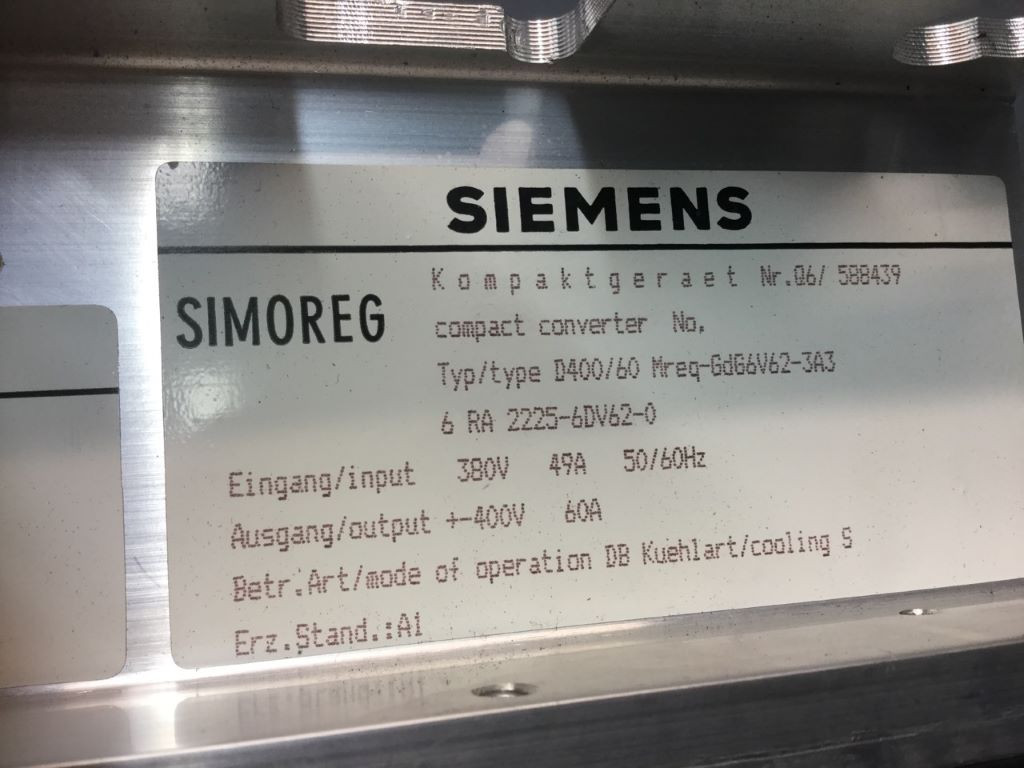 SIEMENS
SIMOREG
Kompaktgeraet Nr.Q6/ 588439
compact converter No.
Typ/type D400/60 Mreq-GdG6V62-3A3
6 RA 2225-6DV62-0
Eingang/input 380V 49A 50/60Hz
Ausgang/output +-400V 60A
Betr.Art/mode of operation DB Kuehlart/cooling S
Erz.Stand.:A1